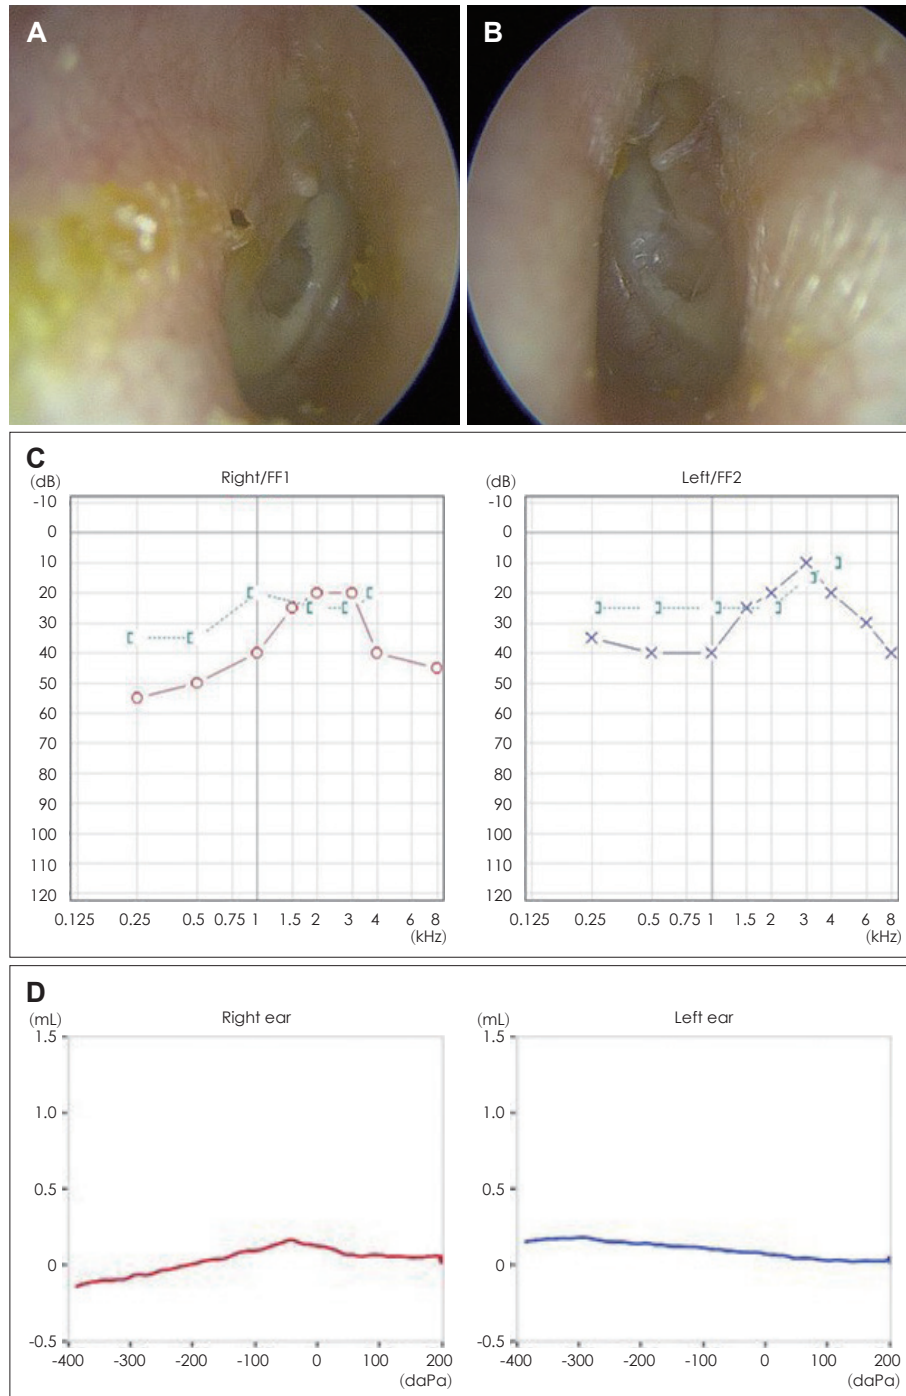 A
B
C
Right/FF1
Left/FF2
(dB)
(dB)
-10
0
10
20
30
40
50
60
70
80
90
100
110
120
-10
0
10
20
30
40
50
60
70
80
90
100
110
120
0.125 0.25 0.5 0.75 1 1.5 2 3 4 6 8
(kHz)
0.125 0.25 0.5 0.75 1 1.5 2 3 4 6 8
(kHz)
D
Right ear
Left ear
(mL)
(mL)
1.5
1.0
0.5
0
-0.5
1.5
1.0
0.5
0
-0.5
-400 -300 -200 -100 0 100 200
(daPa)
-400 -300 -200 -100 0 100 200
(daPa)